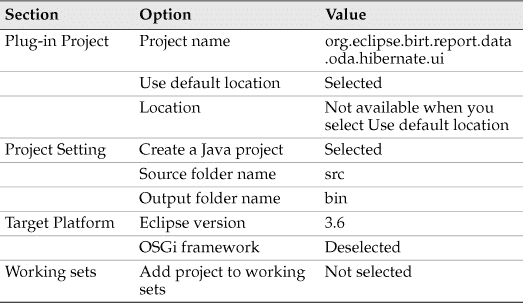 Section Option Value
Plug-in Project Project name org.eclipse.birt.report.data
.oda.hibernate.ui
Use default location Selected
Location Not available when you
select Use default location
Project Setting Create a Java project Selected
Source folder name src
Output folder name bin
Target Platform Eclipse version 3.6
OSGi framework Deselected
Working sets Add project to working Not selected
sets